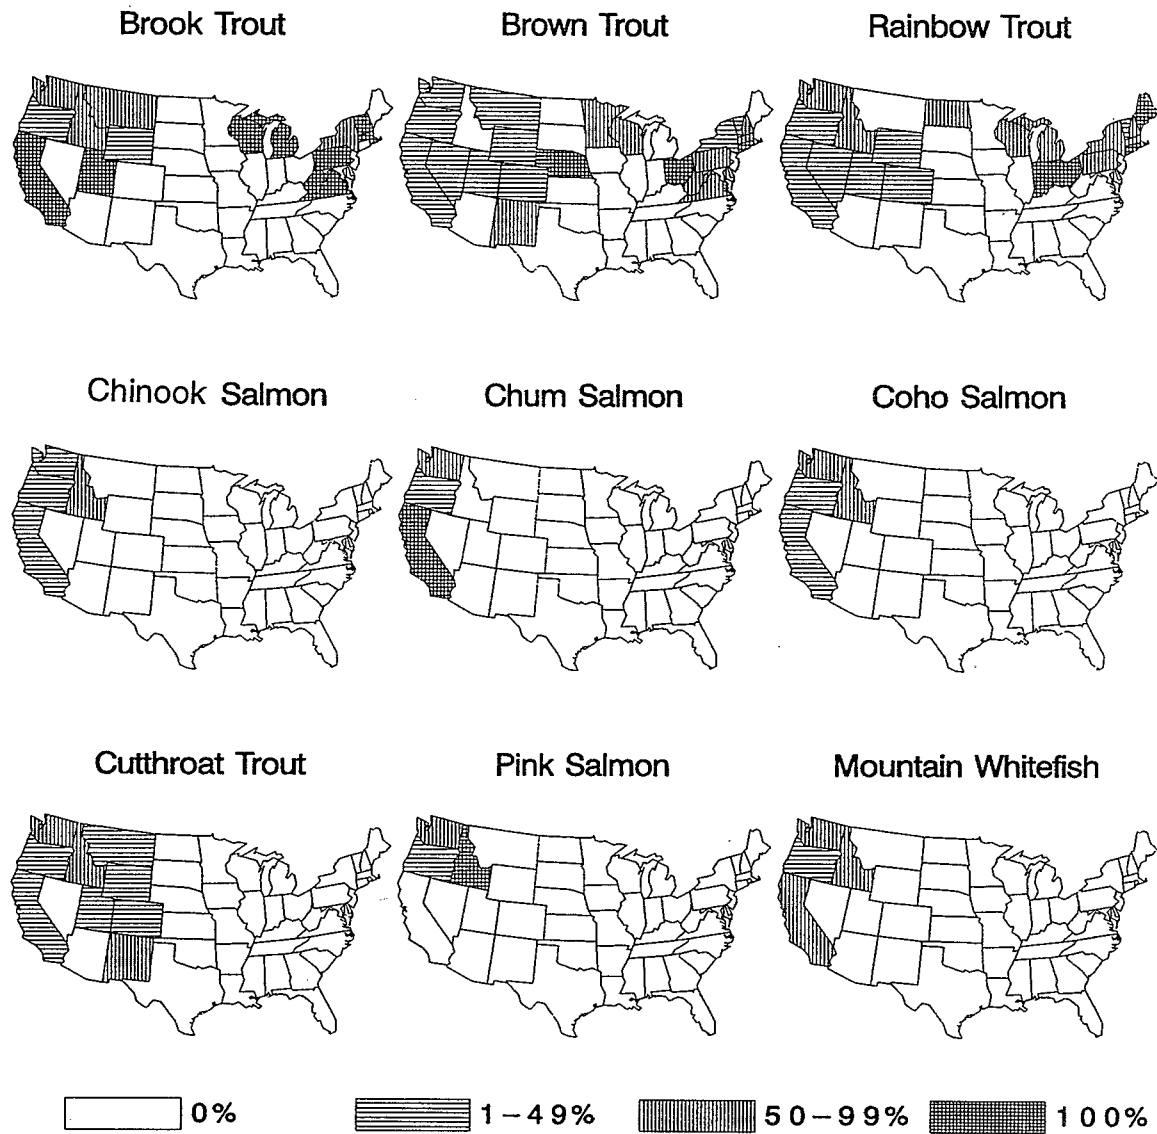 Brook Trout Brown Trout Rainbow Trout
Chinook Salmon Chum Salmon Coho Salmon
Cutthroat Trout Pink Salmon Mountain Whitefish
0% 1-49% 50-99% 100%